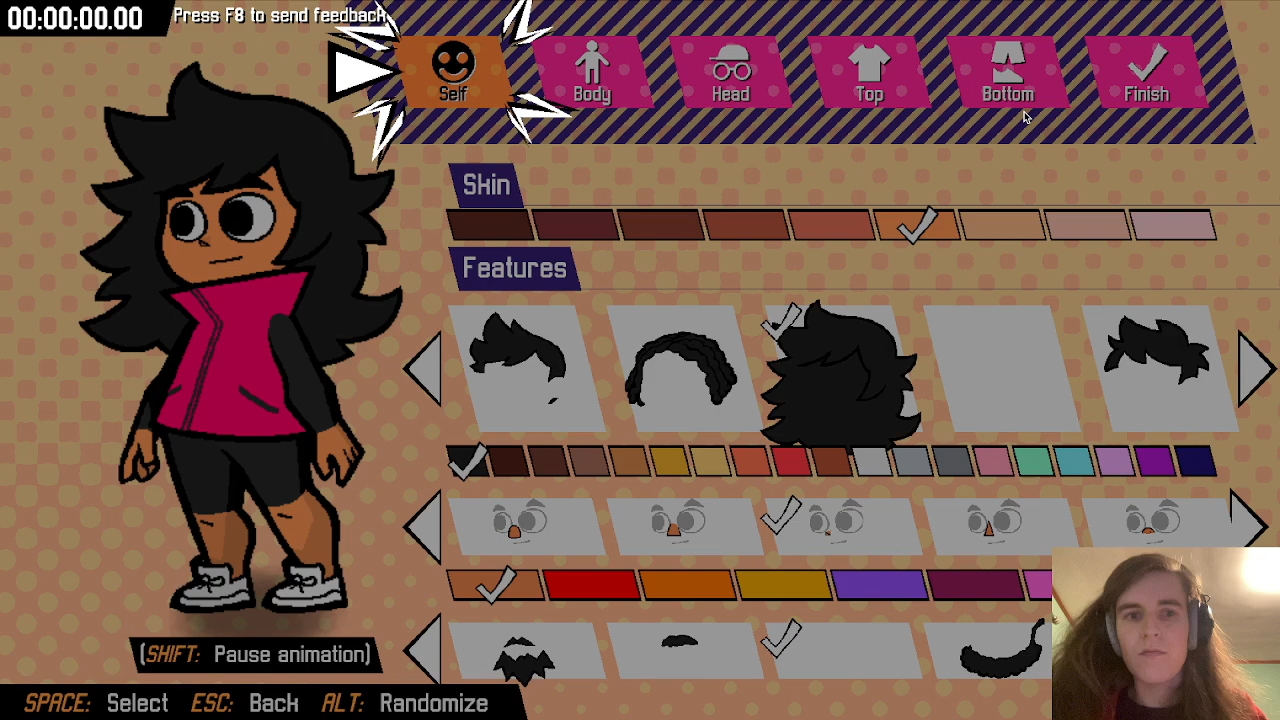 00:00:00.00
Press F8 to send feedback
Self
Body
Head
Top
Bottom
Finish
Skin
Features
(SHIFT: Pause animation)
SPACE: Select ESC: Back ALT: Randomize